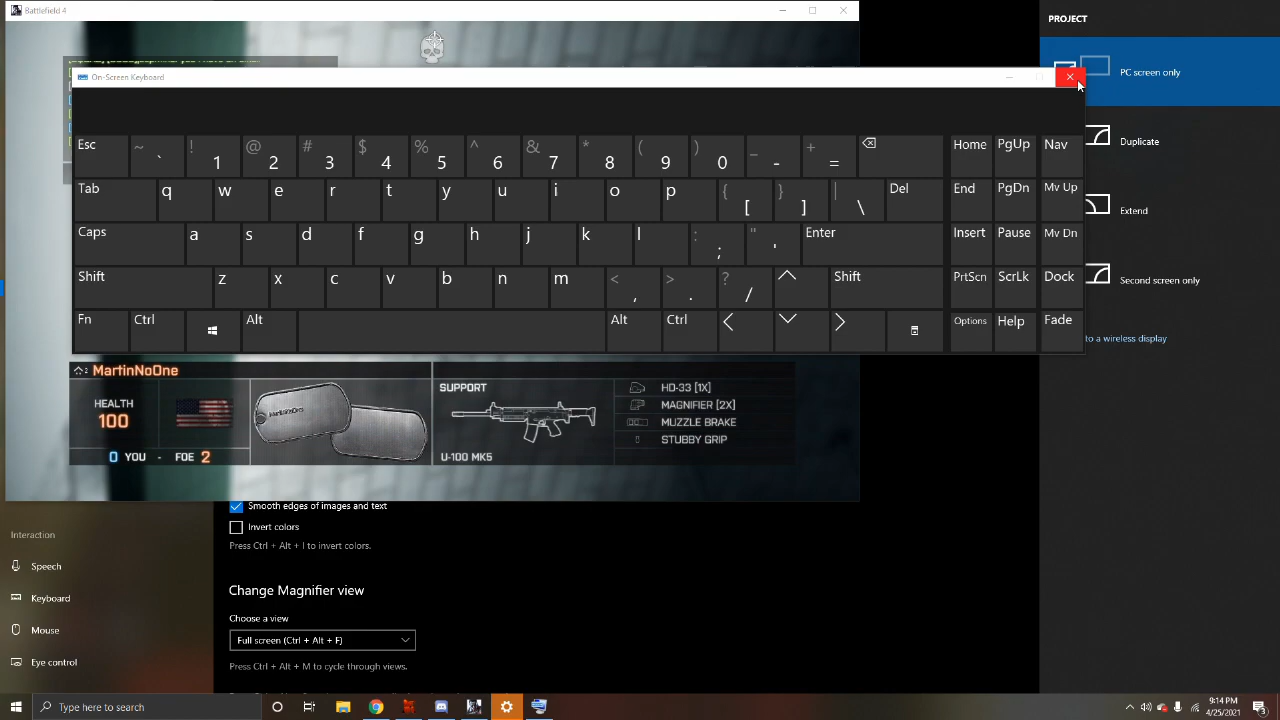 Battlefield 4
PROJECT
PC screen only
Duplicate
Extend
Second screen only
to a wireless display
On-Screen Keyboard
Esc ~ ` ! 1 @ 2 # 3 $ 4 % 5 ^ 6 & 7 * 8 ( 9 ) 0 _ - + = Home PgUp Nav
Tab q w e r t y u i o p { [ } ] | \ Del End PgDn Mv Up
Caps a s d f g h j k l : ; " ' Enter Insert Pause Mv Dn
Shift z x c v b n m < , > . ? / Shift PrtScn ScrLk Dock
Fn Ctrl Alt Alt Ctrl Options Help Fade
2 MartinNoOne
HEALTH
100
0 YOU - FOE 2
MartinNoOne
SUPPORT
U-100 MK5
HD-33 [1X]
MAGNIFIER [2X]
MUZZLE BRAKE
STUBBY GRIP
Smooth edges of images and text
Invert colors
Press Ctrl + Alt + I to invert colors.
Change Magnifier view
Choose a view
Full screen (Ctrl + Alt + F)
Press Ctrl + Alt + M to cycle through views.
Interaction
Speech
Keyboard
Mouse
Eye control
Type here to search
9:14 PM
4/25/2021